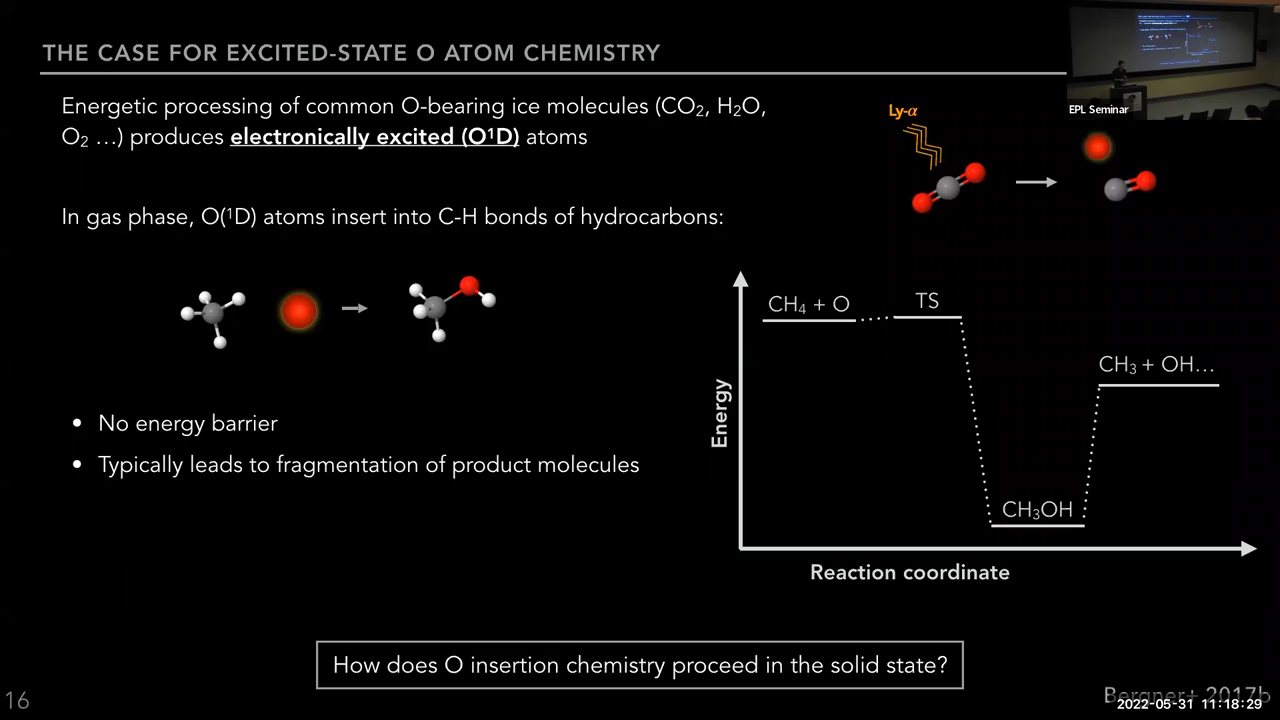 THE CASE FOR EXCITED-STATE O ATOM CHEMISTRY
EPL Seminar
Energetic processing of common O-bearing ice molecules (CO₂, H₂O,
O₂ …) produces electronically excited (O¹D) atoms
Ly-α
In gas phase, O(¹D) atoms insert into C-H bonds of hydrocarbons:
CH₄ + O
TS
CH₃ + OH…
CH₃OH
Energy
Reaction coordinate
• No energy barrier
• Typically leads to fragmentation of product molecules
How does O insertion chemistry proceed in the solid state?
16
Bergner+ 2017b
2022-05-31 11:18:29